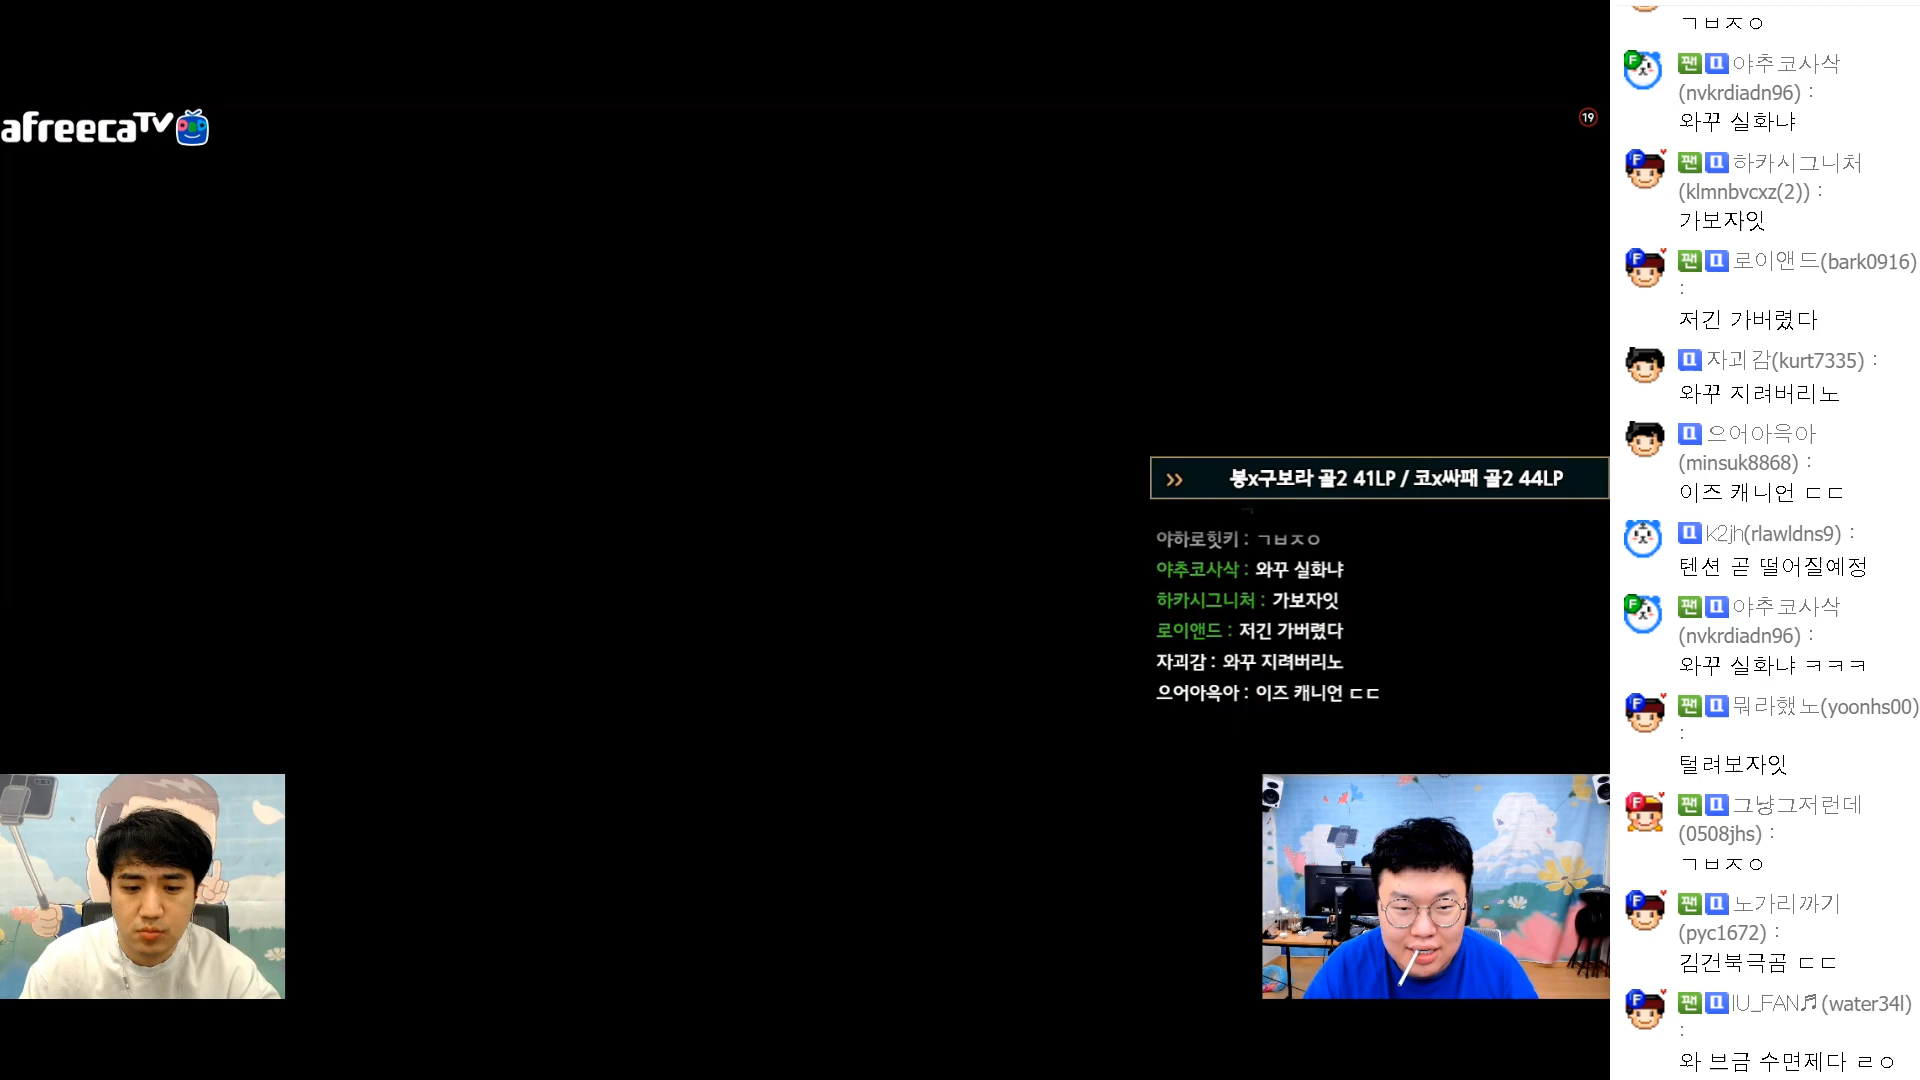 afreecaTV
19
봉x구보라 골2 41LP / 코x싸패 골2 44LP
야하로힛키 : ㄱㅂㅈㅇ
야추코사삭 : 와꾸 실화냐
하카시그니처 : 가보자잇
로이앤드 : 저긴 가버렸다
자괴감 : 와꾸 지려버리노
으어아윽아 : 이즈 캐니언 ㄷㄷ
ㄱㅂㅈㅇ
팬 야추코사삭
(nvkrdiadn96) :
와꾸 실화냐
팬 하카시그니처
(klmnbvcxz(2)) :
가보자잇
팬 로이앤드(bark0916)
:
저긴 가버렸다
자괴감(kurt7335) :
와꾸 지려버리노
으어아윽아
(minsuk8868) :
이즈 캐니언 ㄷㄷ
k2jh(rlawldns9) :
텐션 곧 떨어질예정
팬 야추코사삭
(nvkrdiadn96) :
와꾸 실화냐 ㅋㅋㅋ
팬 뭐라했노(yoonhs00)
:
털려보자잇
팬 그냥그저런데
(0508jhs) :
ㄱㅂㅈㅇ
팬 노가리까기
(pyc1672) :
김건북극곰 ㄷㄷ
팬 IU_FAN♬(water34l)
:
와 브금 수면제다 ㄹㅇ